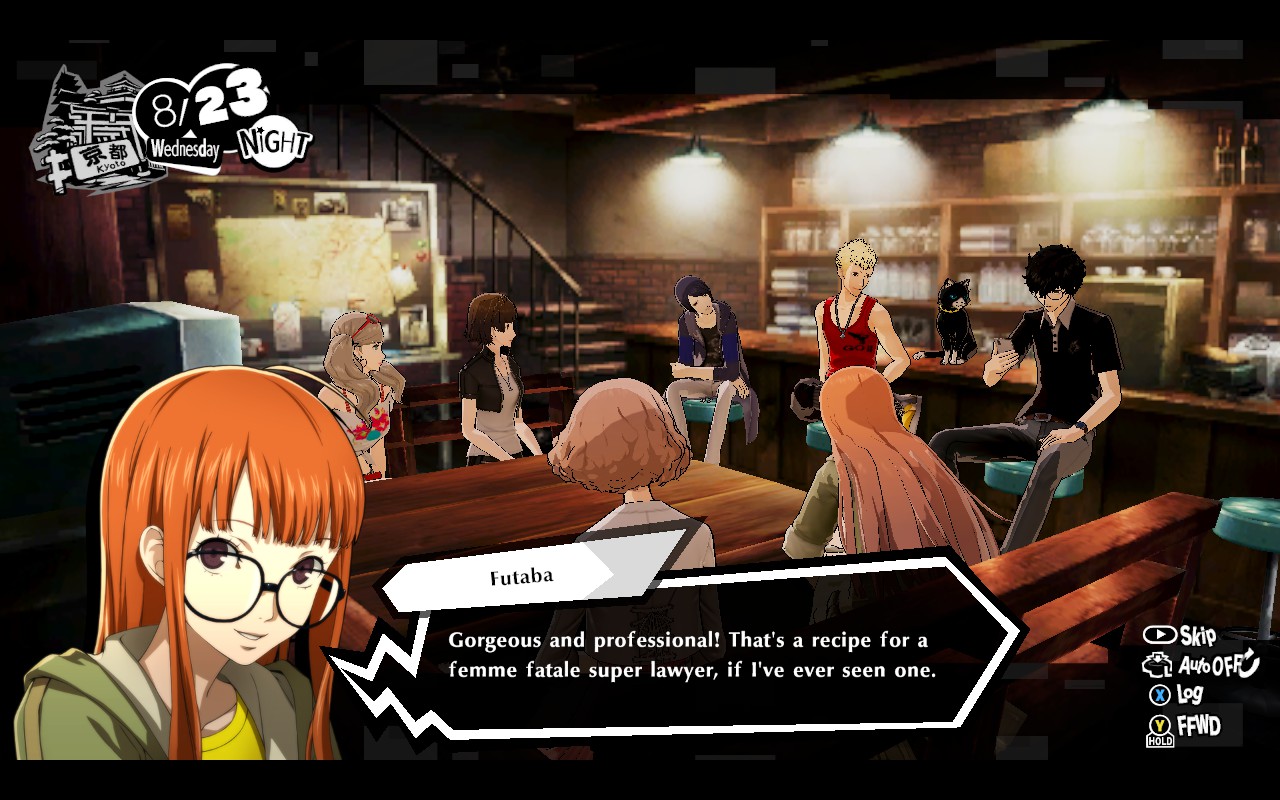 8/23
Wednesday
NiGHT
京都
Kyoto
Futaba
Gorgeous and professional! That's a recipe for a
femme fatale super lawyer, if I've ever seen one.
Skip
Auto OFF
X Log
Y FFWD
HOLD